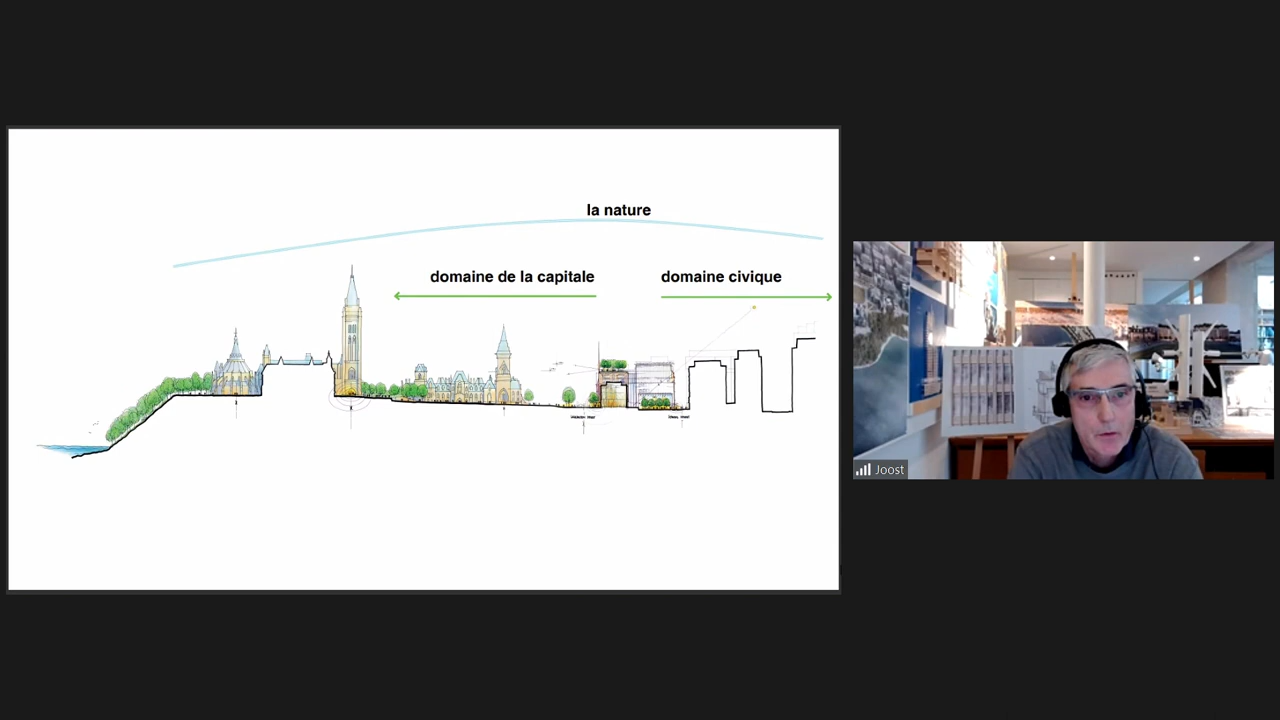 la nature
domaine de la capitale
domaine civique
Joost